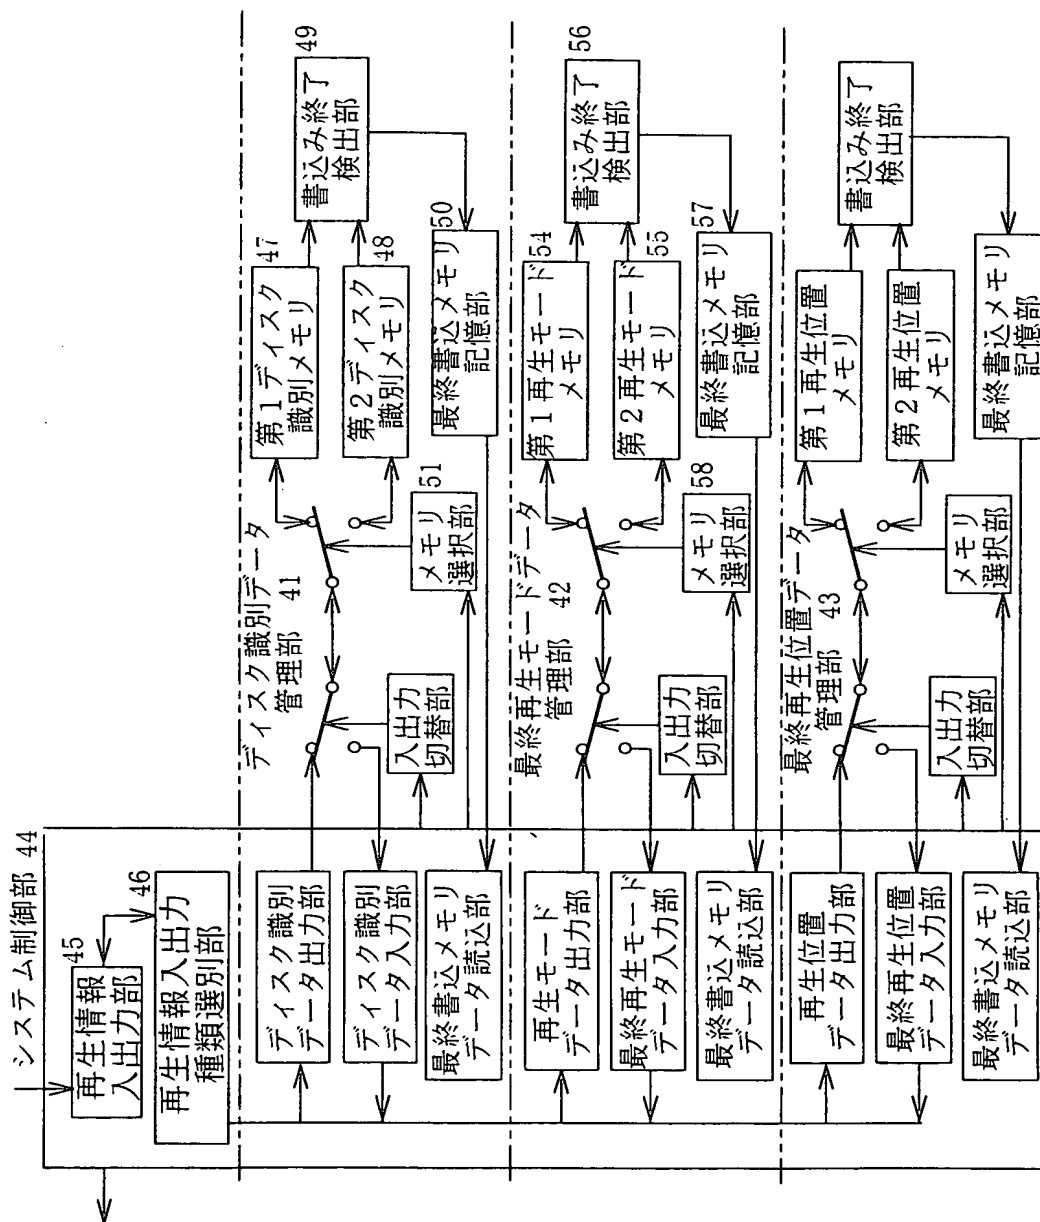 システム制御部 44
再生情報
入出力部
45
再生情報入出力
種類選別部
46
ディスク識別データ
管理部 41
ディスク識別
データ出力部
ディスク識別
データ入力部
最終書込メモリ
データ読込部
入出力
切替部
メモリ
選択部
51
第1ディスク
識別メモリ
47
第2ディスク
識別メモリ
48
最終書込メモリ
記憶部
50
書込み終了
検出部
49
最終再生モードデータ
管理部 42
再生モード
データ出力部
最終再生モード
データ入力部
最終書込メモリ
データ読込部
入出力
切替部
メモリ
選択部
58
第1再生モード
メモリ
54
第2再生モード
メモリ
55
最終書込メモリ
記憶部
57
書込み終了
検出部
56
最終再生位置データ
管理部 43
再生位置
データ出力部
最終再生位置
データ入力部
最終書込メモリ
データ読込部
入出力
切替部
メモリ
選択部
第1再生位置
メモリ
第2再生位置
メモリ
最終書込メモリ
記憶部
書込み終了
検出部